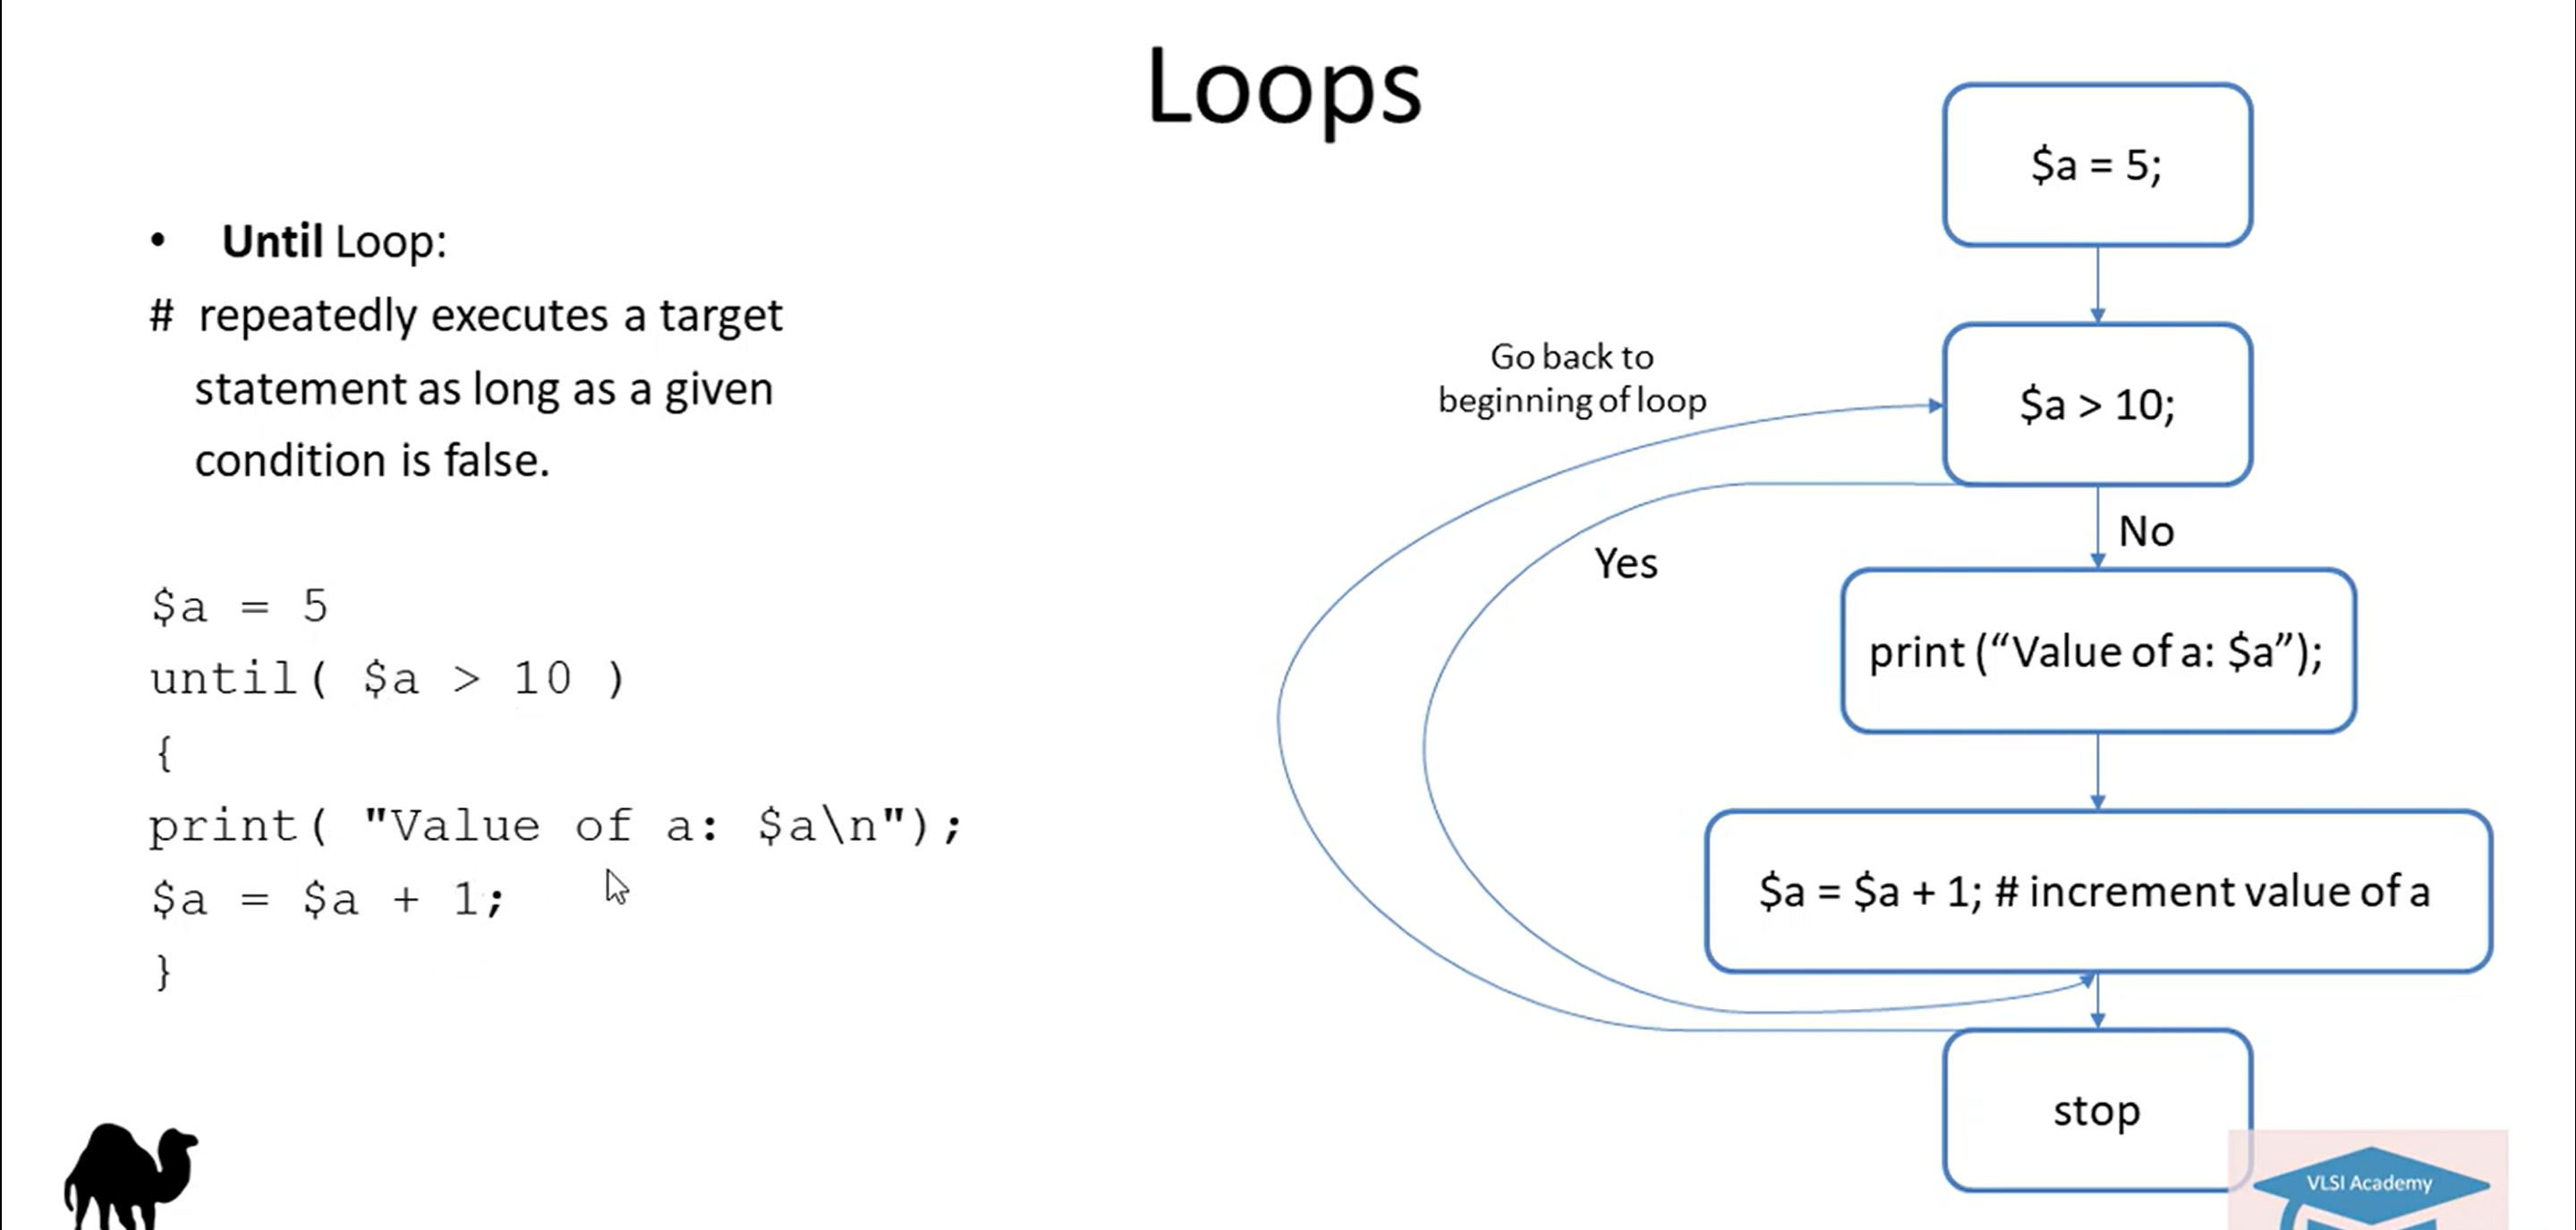 Loops
• Until Loop:
# repeatedly executes a target
statement as long as a given
condition is false.
$a = 5
until( $a > 10 )
{
print( "Value of a: $a\n");
$a = $a + 1;
}
$a = 5;
$a > 10;
Go back to
beginning of loop
No
Yes
print (“Value of a: $a”);
$a = $a + 1; # increment value of a
stop
VLSI Academy